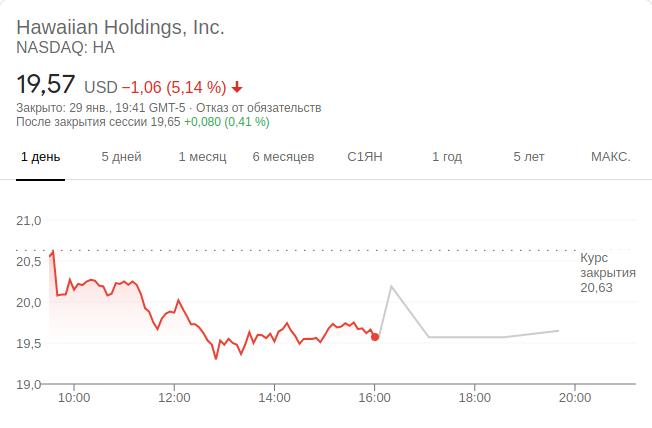 Hawaiian Holdings, Inc.
NASDAQ: HA
19,57 USD −1,06 (5,14 %)
Закрыто: 29 янв., 19:41 GMT-5 · Отказ от обязательств
После закрытия сессии 19,65 +0,080 (0,41 %)
1 день 5 дней 1 месяц 6 месяцев С1ЯН 1 год 5 лет МАКС.
21,0
20,5
20,0
19,5
19,0
Курс
закрытия
20,63
10:00 12:00 14:00 16:00 18:00 20:00